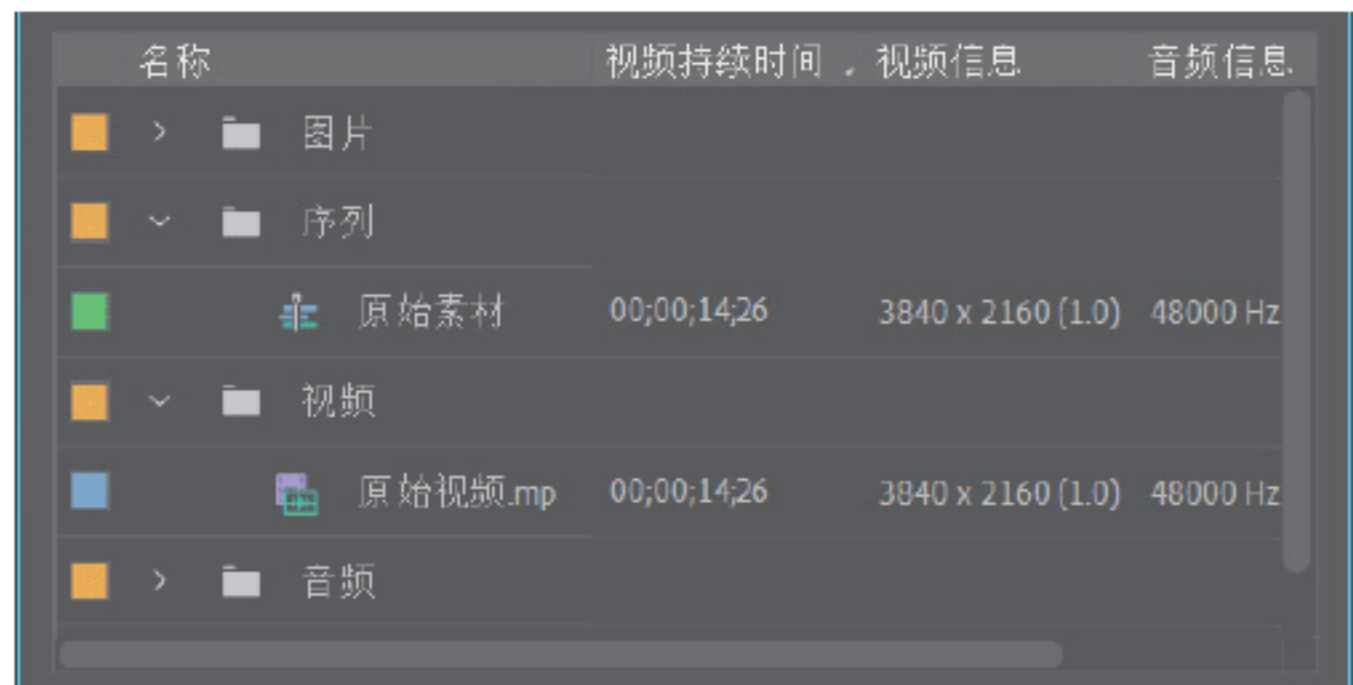 名称 视频持续时间 视频信息 音频信息
图片
序列
原始素材 00;00;14;26 3840 x 2160 (1.0) 48000 Hz
视频
原始视频.mp 00;00;14;26 3840 x 2160 (1.0) 48000 Hz
音频